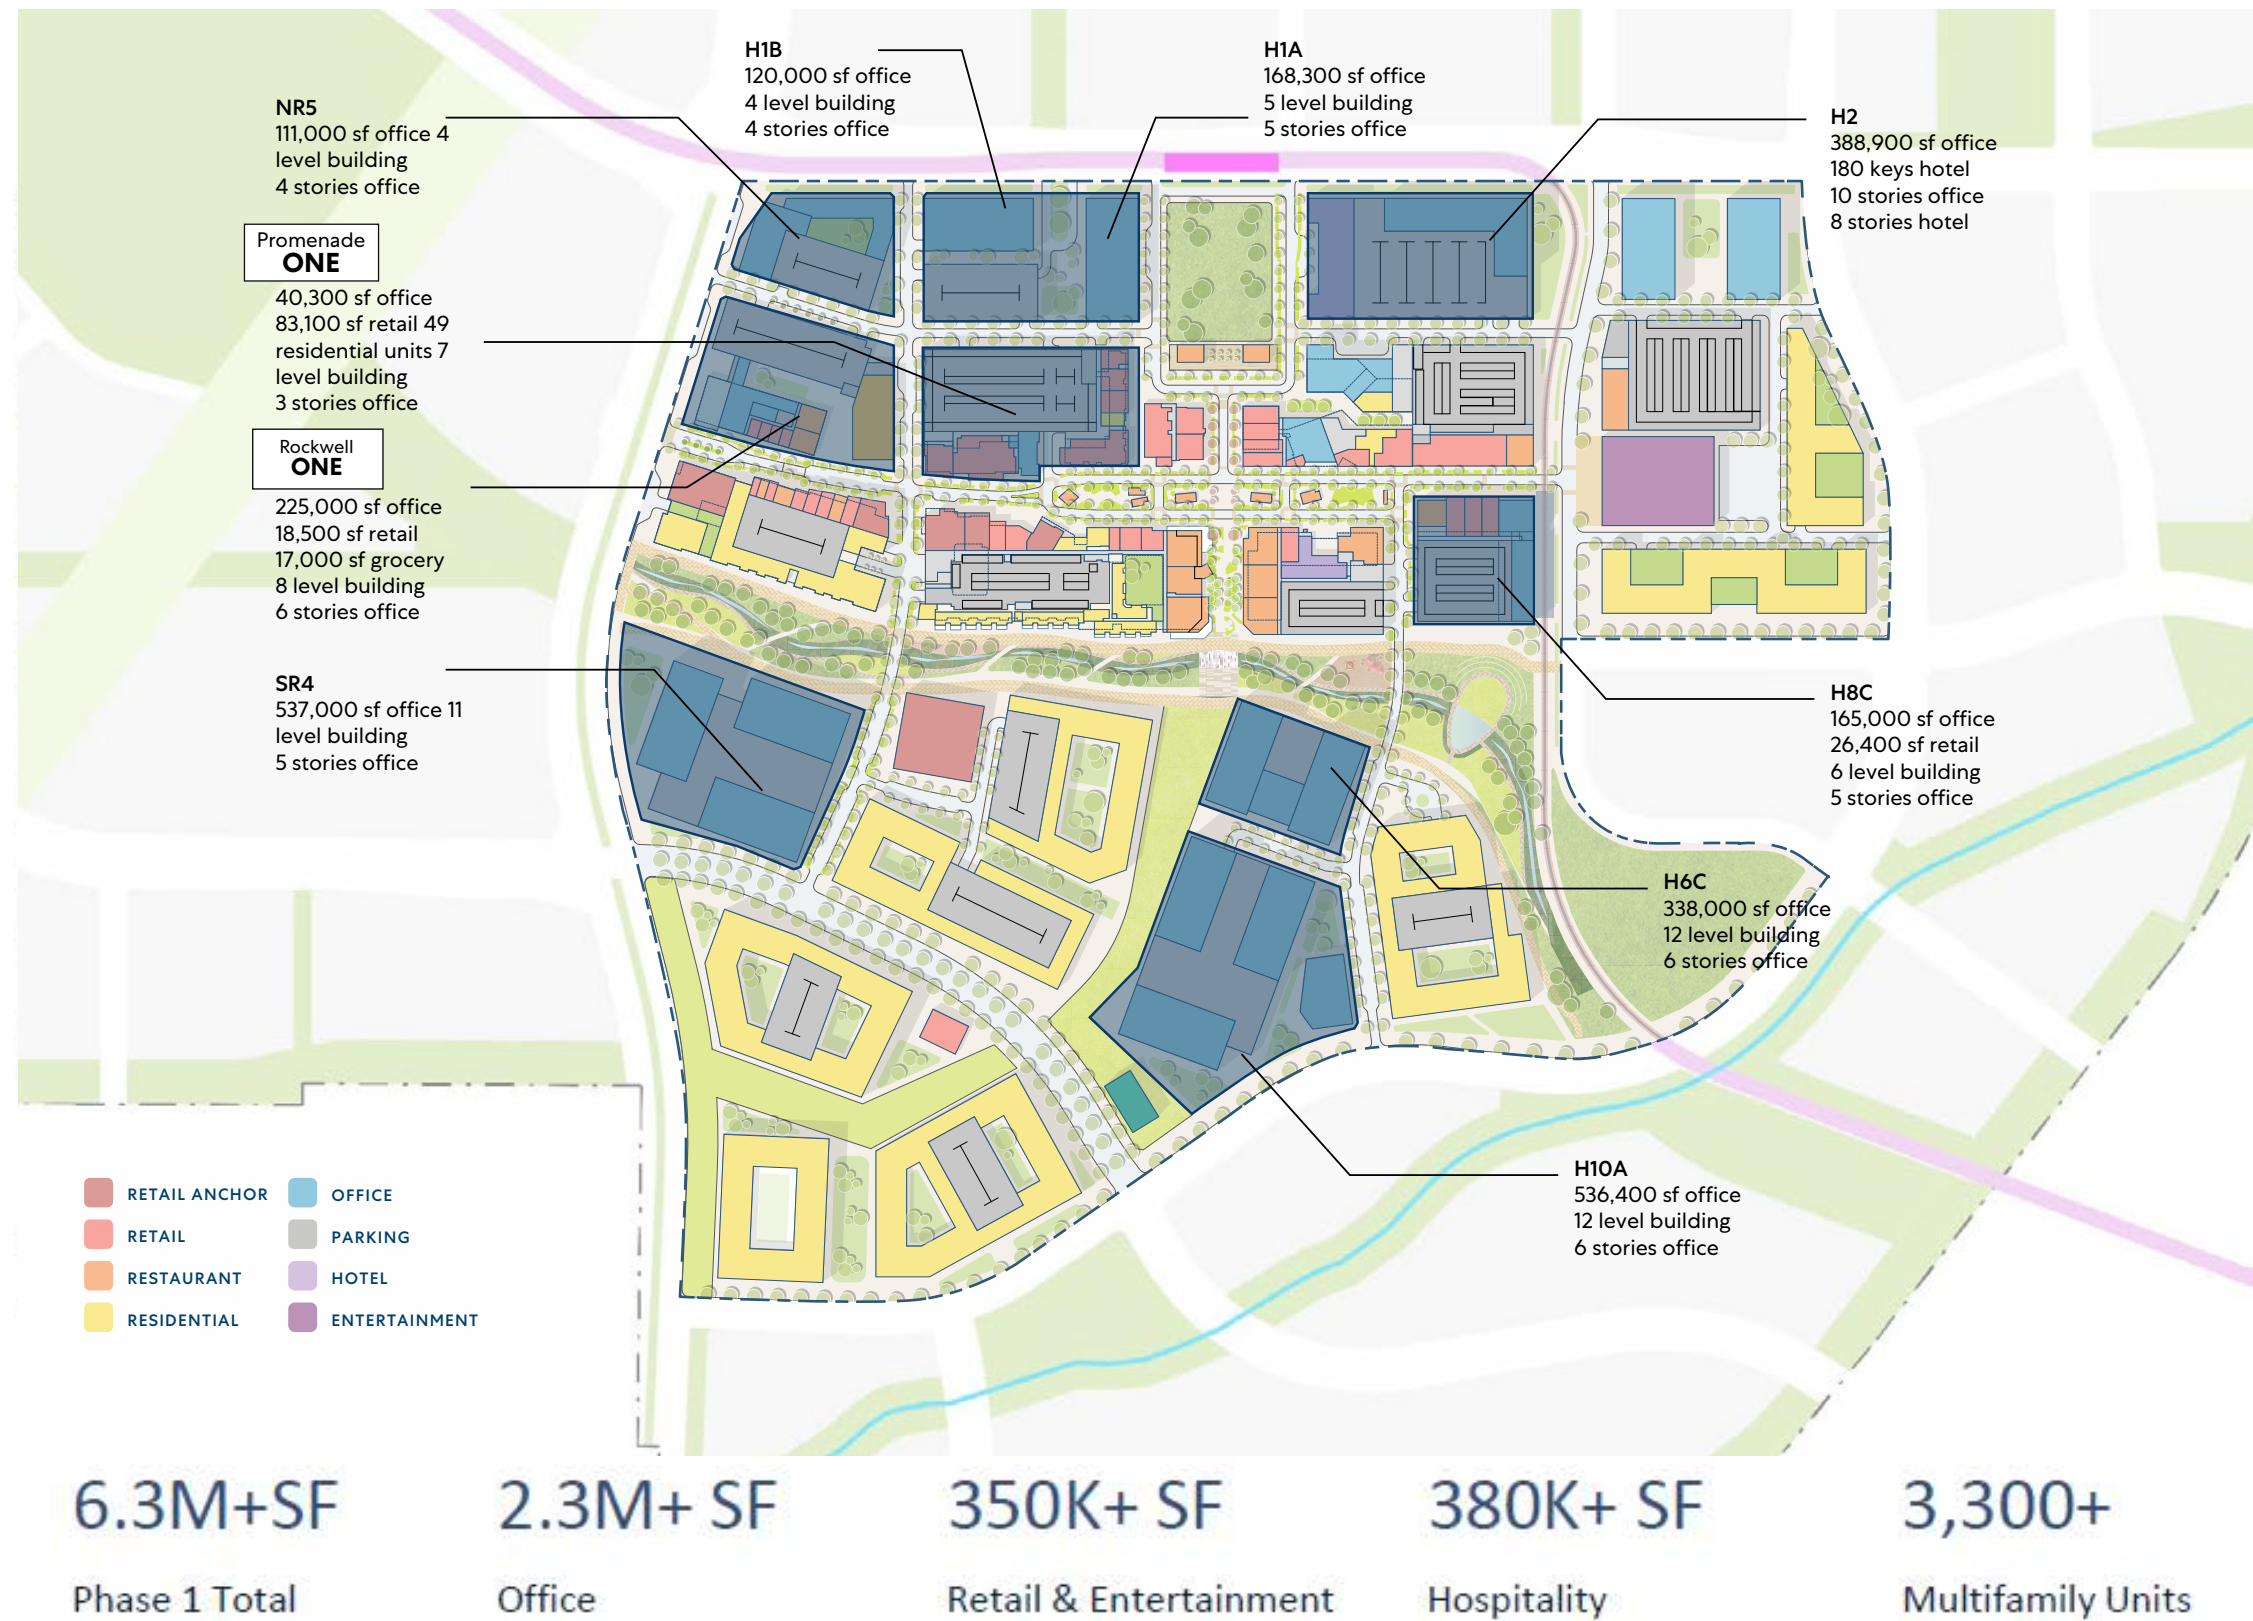 H1B
120,000 sf office
4 level building
4 stories office
H1A
168,300 sf office
5 level building
5 stories office
NR5
111,000 sf office 4
level building
4 stories office
H2
388,900 sf office
180 keys hotel
10 stories office
8 stories hotel
Promenade
ONE
40,300 sf office
83,100 sf retail 49
residential units 7
level building
3 stories office
Rockwell
ONE
225,000 sf office
18,500 sf retail
17,000 sf grocery
8 level building
6 stories office
SR4
537,000 sf office 11
level building
5 stories office
H8C
165,000 sf office
26,400 sf retail
6 level building
5 stories office
H6C
338,000 sf office
12 level building
6 stories office
H10A
536,400 sf office
12 level building
6 stories office
RETAIL ANCHOR
OFFICE
RETAIL
PARKING
RESTAURANT
HOTEL
RESIDENTIAL
ENTERTAINMENT
6.3M+SF
Phase 1 Total
2.3M+ SF
Office
350K+ SF
Retail & Entertainment
380K+ SF
Hospitality
3,300+
Multifamily Units